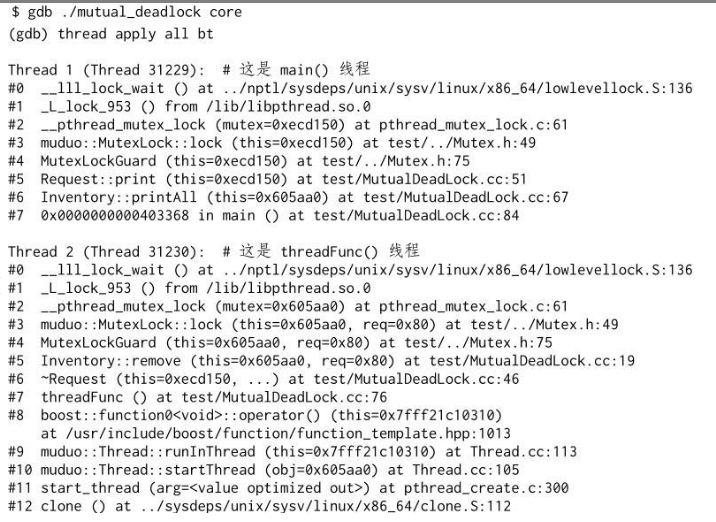 $ gdb ./mutual_deadlock core
(gdb) thread apply all bt
Thread 1 (Thread 31229):  # 这是 main() 线程
#0  __lll_lock_wait () at ../nptl/sysdeps/unix/sysv/linux/x86_64/lowlevellock.S:136
#1  _L_lock_953 () from /lib/libpthread.so.0
#2  __pthread_mutex_lock (mutex=0xecd150) at pthread_mutex_lock.c:61
#3  muduo::MutexLock::lock (this=0xecd150) at test/../Mutex.h:49
#4  MutexLockGuard (this=0xecd150) at test/../Mutex.h:75
#5  Request::print (this=0xecd150) at test/MutualDeadLock.cc:51
#6  Inventory::printAll (this=0x605aa0) at test/MutualDeadLock.cc:67
#7  0x0000000000403368 in main () at test/MutualDeadLock.cc:84
Thread 2 (Thread 31230):  # 这是 threadFunc() 线程
#0  __lll_lock_wait () at ../nptl/sysdeps/unix/sysv/linux/x86_64/lowlevellock.S:136
#1  _L_lock_953 () from /lib/libpthread.so.0
#2  __pthread_mutex_lock (mutex=0x605aa0) at pthread_mutex_lock.c:61
#3  muduo::MutexLock::lock (this=0x605aa0, req=0x80) at test/../Mutex.h:49
#4  MutexLockGuard (this=0x605aa0, req=0x80) at test/../Mutex.h:75
#5  Inventory::remove (this=0x605aa0, req=0x80) at test/MutualDeadLock.cc:19
#6  ~Request (this=0xecd150, ...) at test/MutualDeadLock.cc:46
#7  threadFunc () at test/MutualDeadLock.cc:76
#8  boost::function0<void>::operator() (this=0x7fff21c10310)
at /usr/include/boost/function/function_template.hpp:1013
#9  muduo::Thread::runInThread (this=0x7fff21c10310) at Thread.cc:113
#10 muduo::Thread::startThread (obj=0x605aa0) at Thread.cc:105
#11 start_thread (arg=<value optimized out>) at pthread_create.c:300
#12 clone () at ../sysdeps/unix/sysv/linux/x86_64/clone.S:112